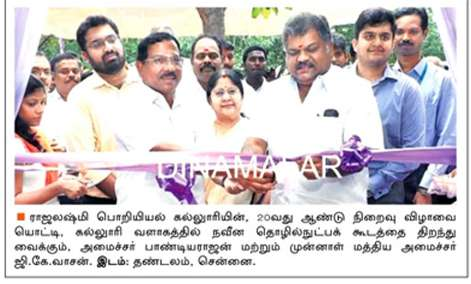 DINAMALAR
ராஜலஷ்மி பொறியியல் கல்லூரியின், 20வது ஆண்டு நிறைவு விழாவை
யொட்டி, கல்லூரி வளாகத்தில் நவீன தொழில்நுட்பக் கூடத்தை திறந்து
வைக்கும், அமைச்சர் பாண்டியராஜன் மற்றும் முன்னாள் மத்திய அமைச்சர்
ஜி.கே.வாசன். இடம்: தண்டலம், சென்னை.